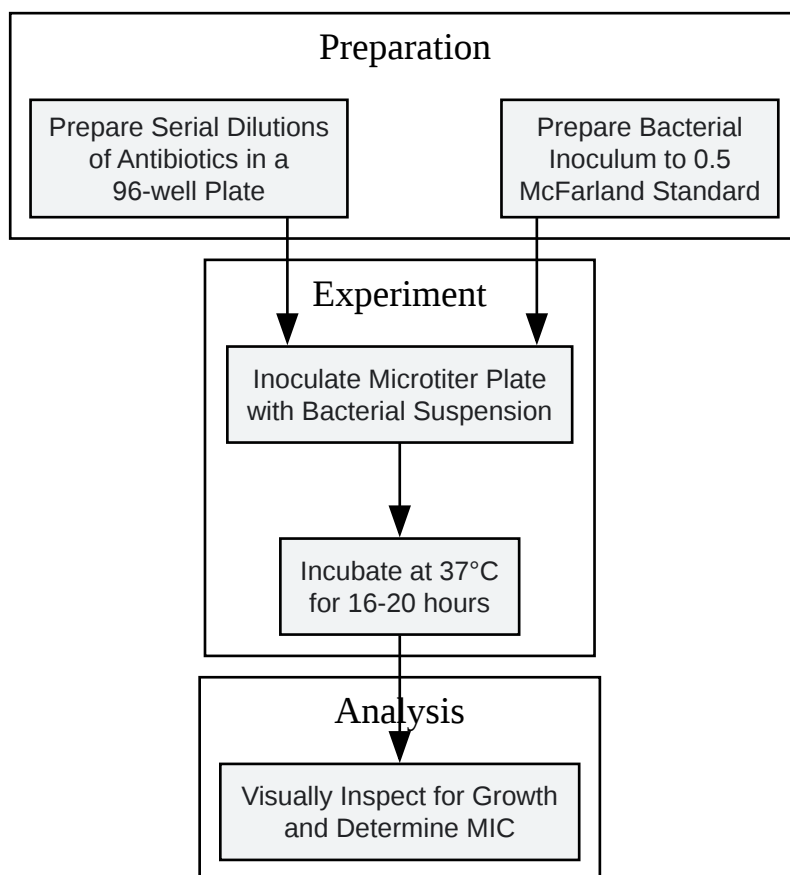 Preparation
Prepare Serial Dilutions
of Antibiotics in a
96-well Plate
Prepare Bacterial
Inoculum to 0.5
McFarland Standard
Experiment
Inoculate Microtiter Plate
with Bacterial Suspension
Incubate at 37°C
for 16-20 hours
Analysis
Visually Inspect for Growth
and Determine MIC